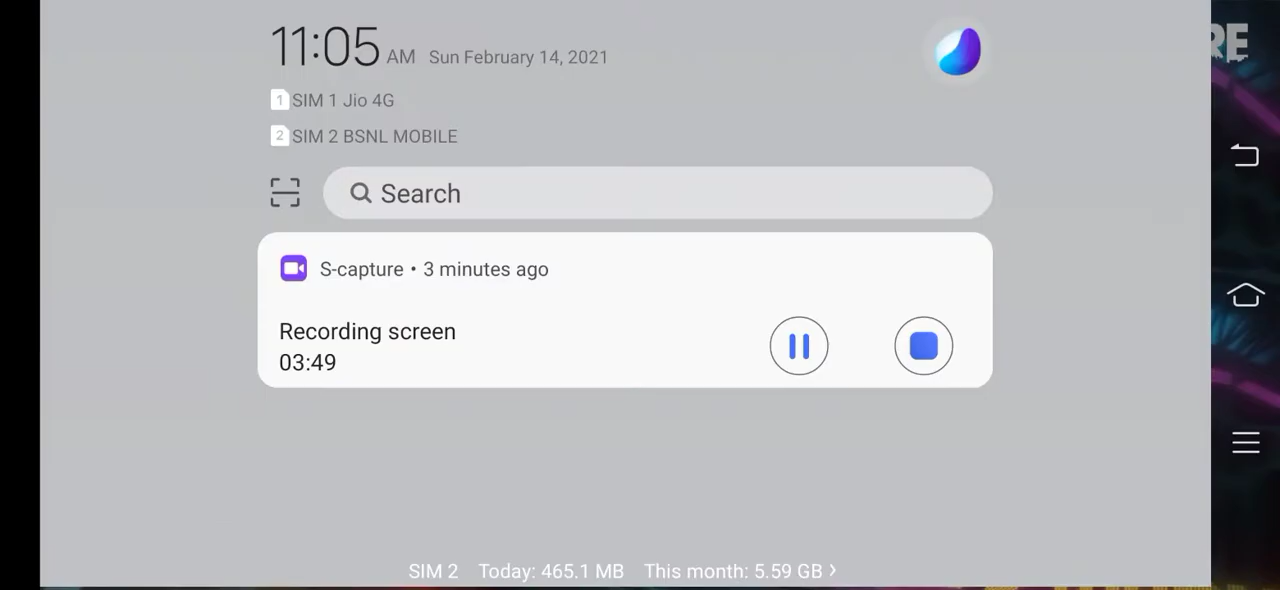 11:05 AM Sun February 14, 2021
1 SIM 1 Jio 4G
2 SIM 2 BSNL MOBILE
Search
S-capture • 3 minutes ago
Recording screen
03:49
SIM 2 Today: 465.1 MB This month: 5.59 GB